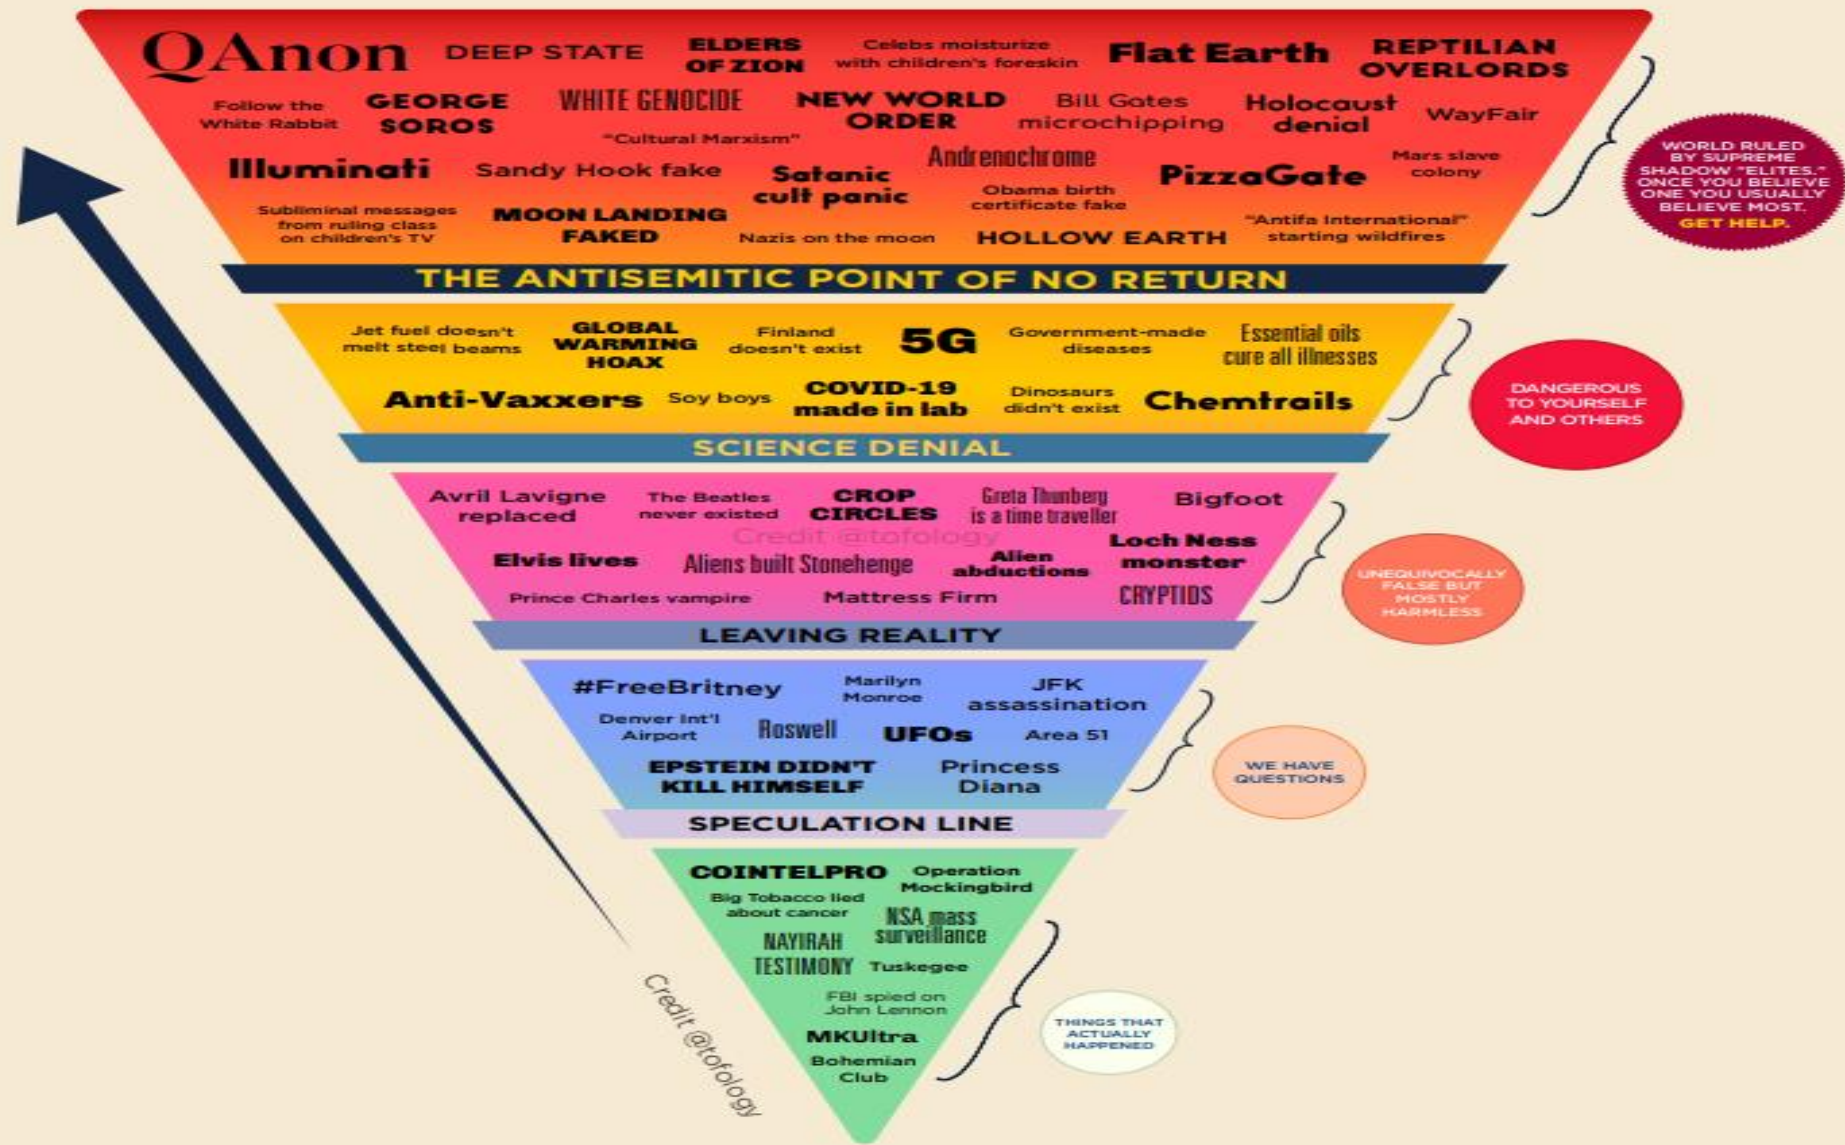 QAnon
DEEP STATE
ELDERS
OF ZION
Celebs moisturize
with children's foreskin
Flat Earth
REPTILIAN
OVERLORDS
Follow the
White Rabbit
GEORGE
SOROS
WHITE GENOCIDE
"Cultural Marxism"
NEW WORLD
ORDER
Bill Gates
microchipping
Holocaust
denial
WayFair
Illuminati
Sandy Hook fake
Satanic
cult panic
Andrenochrome
Obama birth
certificate fake
PizzaGate
Mars slave
colony
Subliminal messages
from ruling class
on children's TV
MOON LANDING
FAKED
Nazis on the moon
HOLLOW EARTH
"Antifa International"
starting wildfires
WORLD RULED
BY SUPREME
SHADOW "ELITES."
ONCE YOU BELIEVE
ONE YOU USUALLY
BELIEVE MOST.
GET HELP.
THE ANTISEMITIC POINT OF NO RETURN
Jet fuel doesn't
melt steel beams
GLOBAL
WARMING
HOAX
Finland
doesn't exist
5G
Government-made
diseases
Essential oils
cure all illnesses
Anti-Vaxxers
Soy boys
COVID-19
made in lab
Dinosaurs
didn't exist
Chemtrails
DANGEROUS
TO YOURSELF
AND OTHERS
SCIENCE DENIAL
Avril Lavigne
replaced
The Beatles
never existed
CROP
CIRCLES
Greta Thunberg
is a time traveller
Bigfoot
Credit @tofology
Elvis lives
Aliens built Stonehenge
Alien
abductions
Loch Ness
monster
Prince Charles vampire
Mattress Firm
CRYPTIDS
UNEQUIVOCALLY
FALSE BUT
MOSTLY
HARMLESS
LEAVING REALITY
#FreeBritney
Marilyn
Monroe
JFK
assassination
Denver Int'l
Airport
Roswell
UFOs
Area 51
EPSTEIN DIDN'T
KILL HIMSELF
Princess
Diana
WE HAVE
QUESTIONS
SPECULATION LINE
COINTELPRO
Operation
Mockingbird
Big Tobacco lied
about cancer
NSA mass
surveillance
NAYIRAH
TESTIMONY
Tuskegee
FBI spied on
John Lennon
MKUltra
Bohemian
Club
THINGS THAT
ACTUALLY
HAPPENED
Credit @tofology